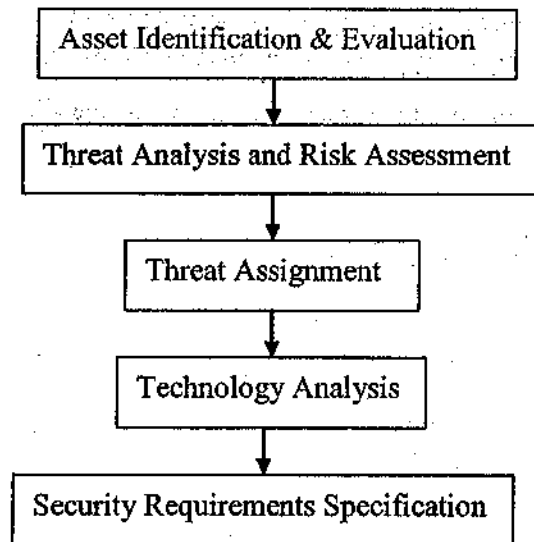 Asset Identification & Evaluation
Threat Analysis and Risk Assessment
Threat Assignment
Technology Analysis
Security Requirements Specification